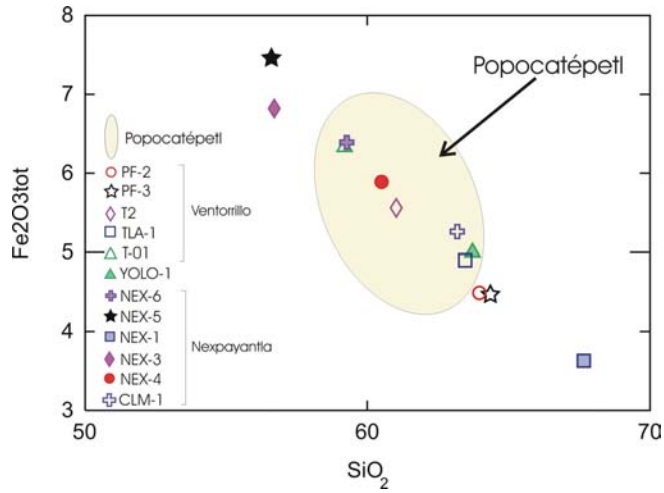 8
7
6
5
4
3
50
60
70
Fe2O3tot
SiO2
Popocatépetl
Popocatépetl
PF-2
PF-3
T2
Ventorrillo
TLA-1
T-01
YOLO-1
NEX-6
NEX-5
NEX-1
Nexpayantla
NEX-3
NEX-4
CLM-1